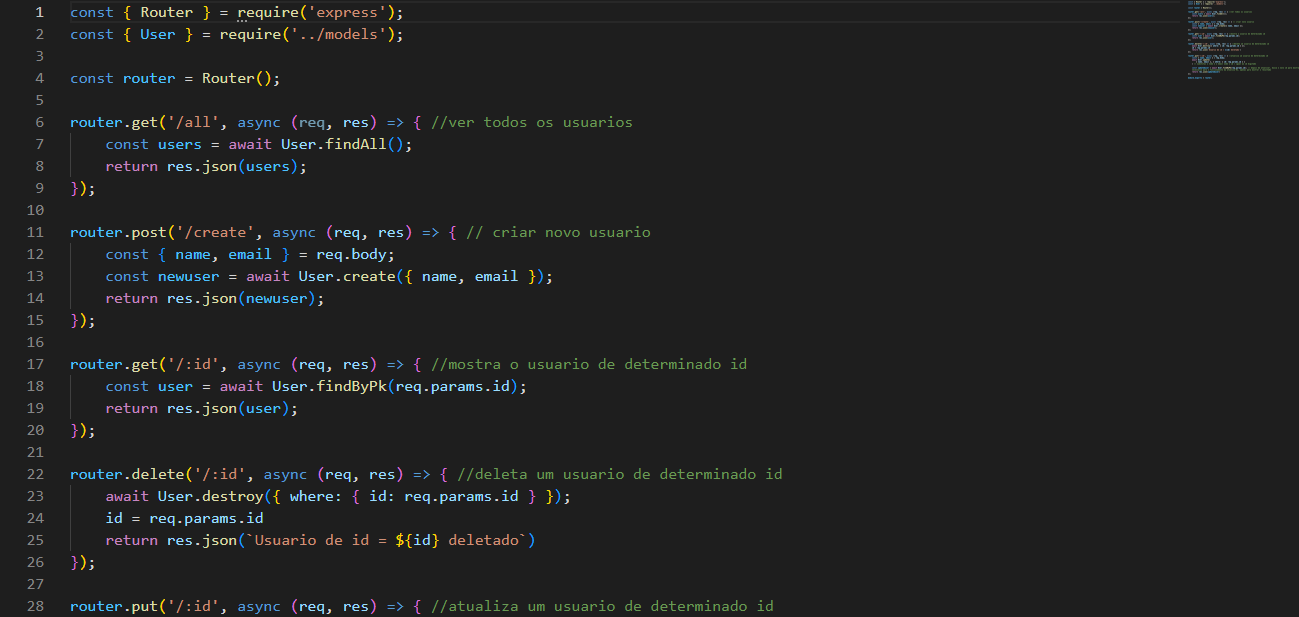 1 const { Router } = require('express');
2 const { User } = require('../models');
3
4 const router = Router();
5
6 router.get('/all', async (req, res) => { //ver todos os usuarios
7     const users = await User.findAll();
8     return res.json(users);
9 });
10
11 router.post('/create', async (req, res) => { // criar novo usuario
12     const { name, email } = req.body;
13     const newuser = await User.create({ name, email });
14     return res.json(newuser);
15 });
16
17 router.get('/:id', async (req, res) => { //mostra o usuario de determinado id
18     const user = await User.findByPk(req.params.id);
19     return res.json(user);
20 });
21
22 router.delete('/:id', async (req, res) => { //deleta um usuario de determinado id
23     await User.destroy({ where: { id: req.params.id } });
24     id = req.params.id
25     return res.json(`Usuario de id = ${id} deletado`)
26 });
27
28 router.put('/:id', async (req, res) => { //atualiza um usuario de determinado id